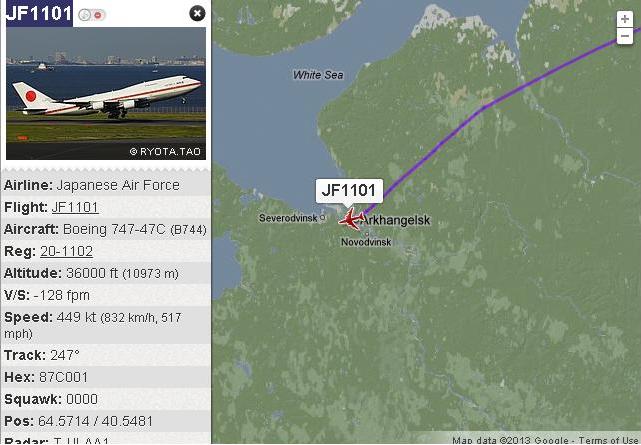 JF1101
© RYOTA.TAO
Airline: Japanese Air Force
Flight: JF1101
Aircraft: Boeing 747-47C (B744)
Reg: 20-1102
Altitude: 36000 ft (10973 m)
V/S: -128 fpm
Speed: 449 kt (832 km/h, 517
mph)
Track: 247°
Hex: 87C001
Squawk: 0000
Pos: 64.5714 / 40.5481
Radar: T-ULAA1
+
−
White Sea
JF1101
Severodvinsk
Arkhangelsk
Novodvinsk
Map data ©2013 Google - Terms of Use